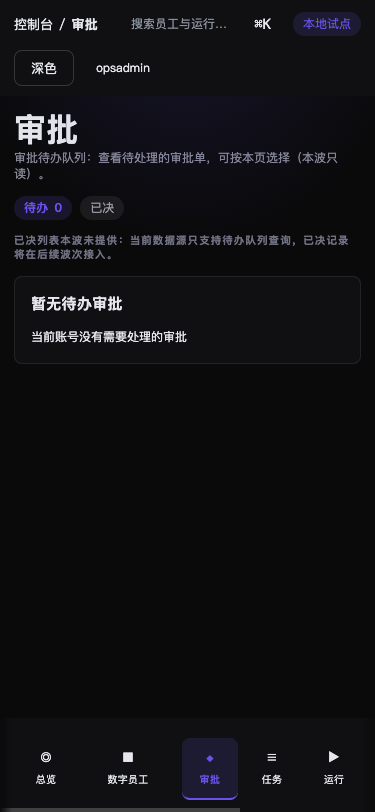 控制台 / 审批 搜索员工与运行... ⌘K 本地试点
深色 opsadmin
审批
审批待办队列：查看待处理的审批单，可按本页选择（本波只
读）。
待办 0 已决
已决列表本波未提供：当前数据源只支持待办队列查询，已决记录
将在后续波次接入。
暂无待办审批
当前账号没有需要处理的审批
总览 数字员工 审批 任务 运行